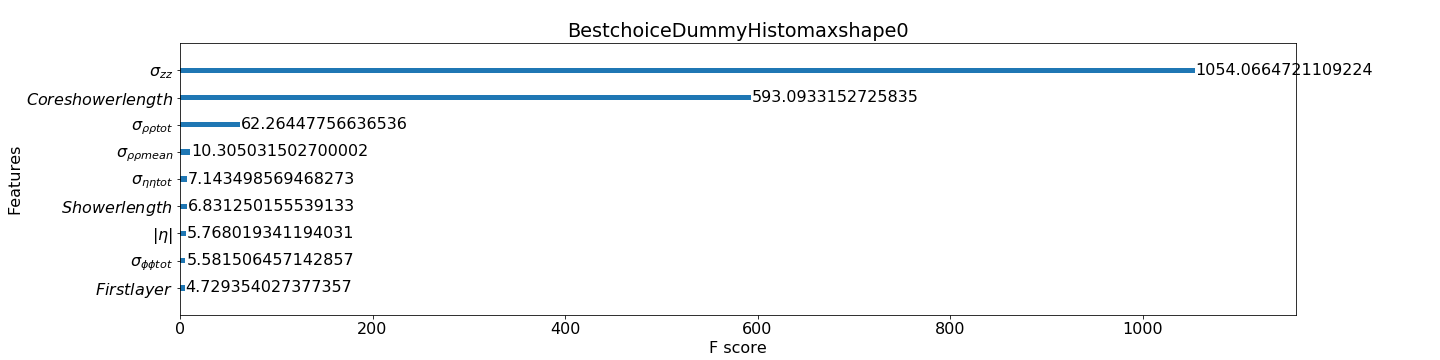 BestchoiceDummyHistomaxshape0
σzz 1054.0664721109224
Coreshowerlength 593.0933152725835
σρρtot 62.26447756636536
σρρmean 10.305031502700002
σηηtot 7.143498569468273
Showerlength 6.831250155539133
|η| 5.768019341194031
σϕϕtot 5.581506457142857
Firstlayer 4.729354027377357
Features
0 200 400 600 800 1000
F score